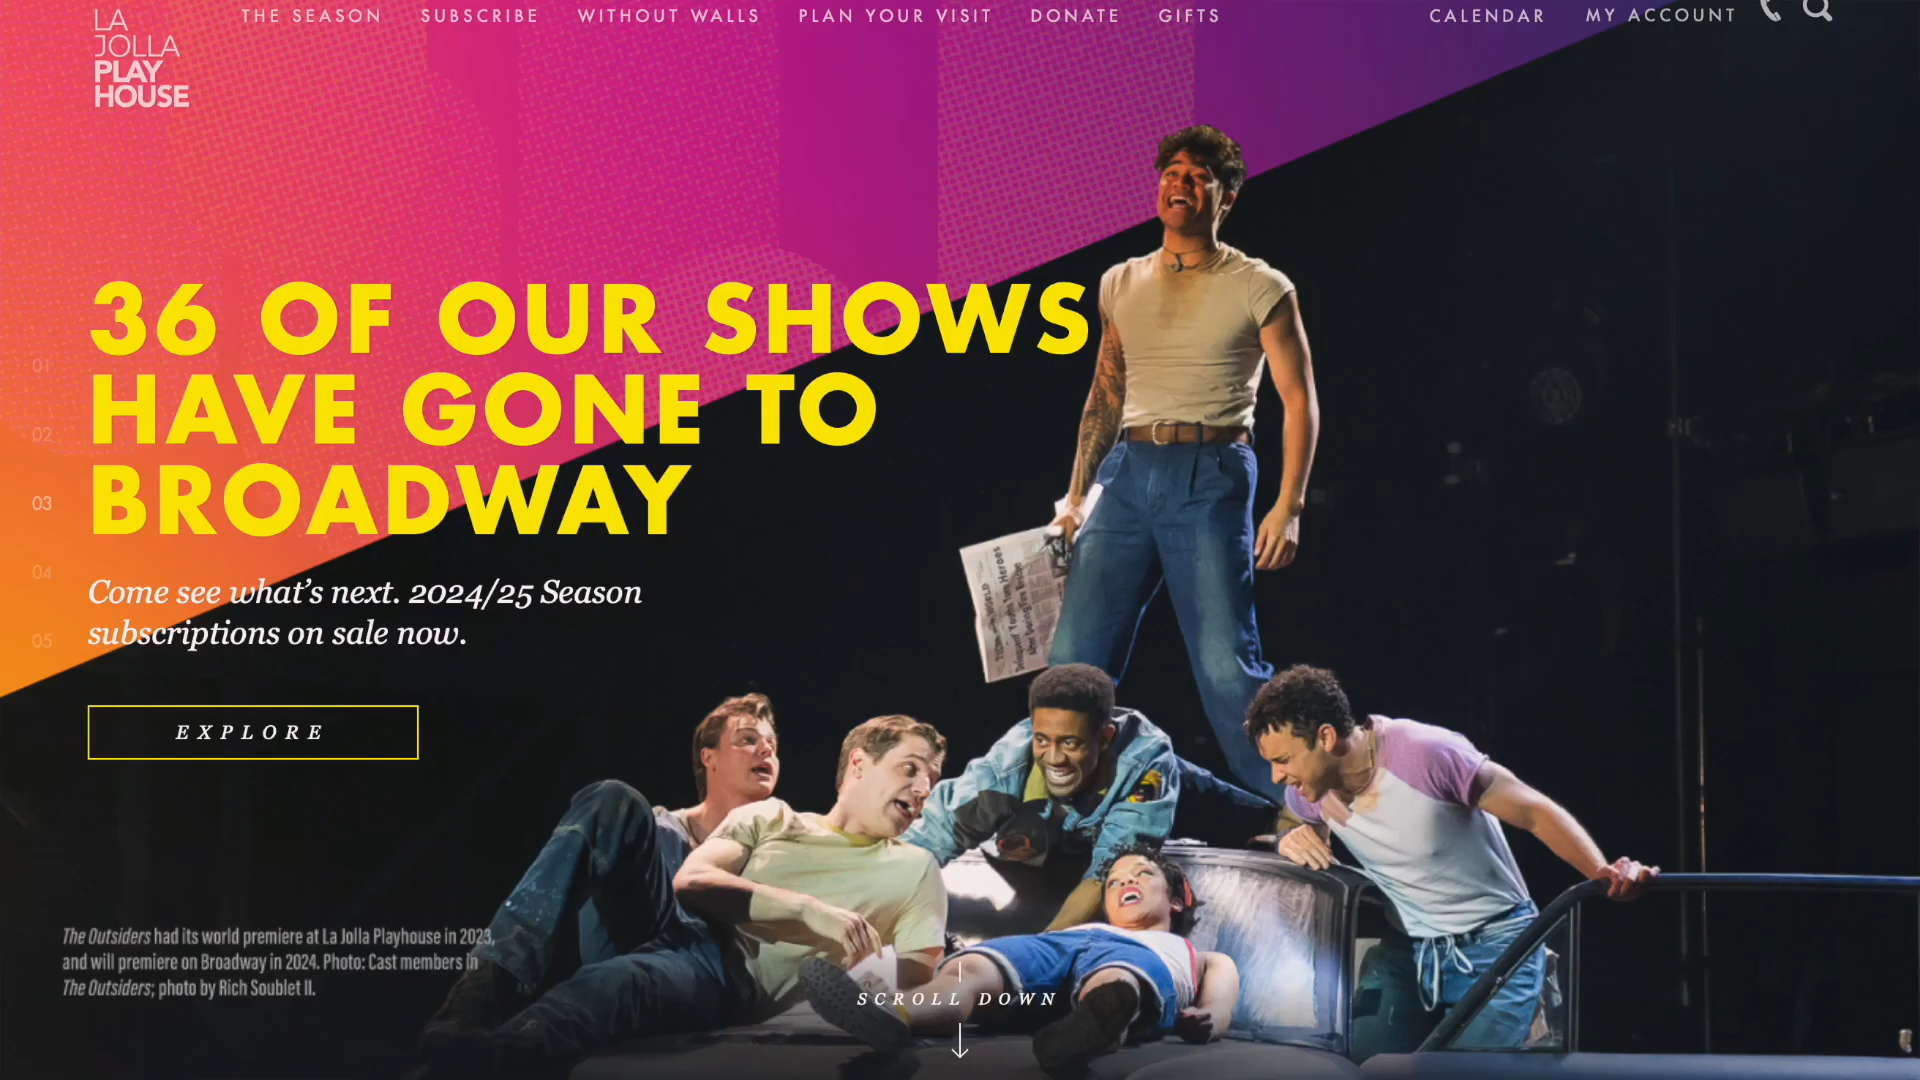 LA
JOLLA
PLAY
HOUSE
THE SEASON SUBSCRIBE WITHOUT WALLS PLAN YOUR VISIT DONATE GIFTS CALENDAR MY ACCOUNT
36 OF OUR SHOWS
HAVE GONE TO
BROADWAY
01
02
03
04
05
Come see what’s next. 2024/25 Season
subscriptions on sale now.
EXPLORE
The Outsiders had its world premiere at La Jolla Playhouse in 2023,
and will premiere on Broadway in 2024. Photo: Cast members in
The Outsiders; photo by Rich Soublet II.
SCROLL DOWN